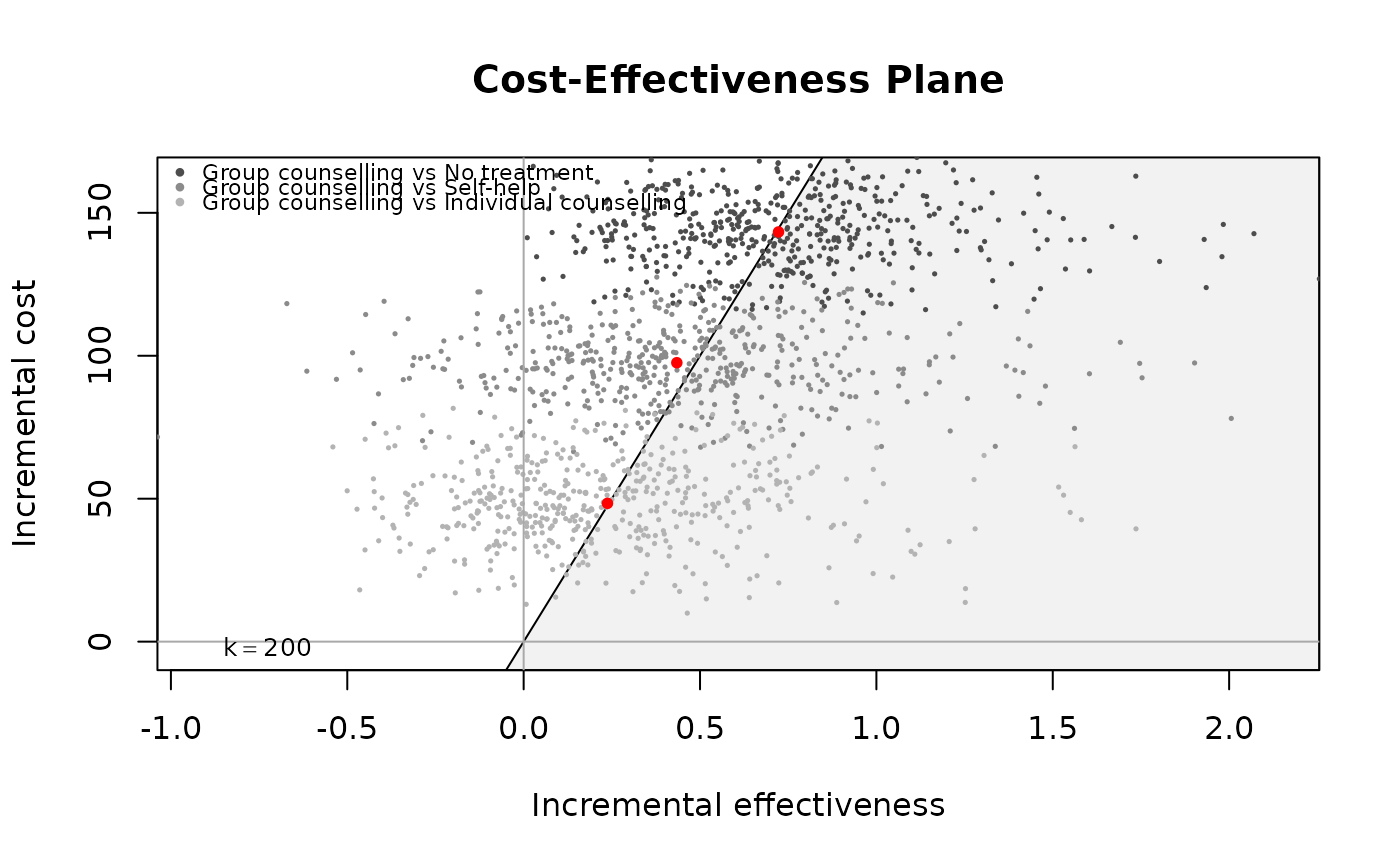 Cost-Effectiveness Plane
Group counselling vs No treatment
Group counselling vs Self-help
Group counselling vs Individual counselling
Incremental cost
150
100
50
0
k = 200
-1.0 -0.5 0.0 0.5 1.0 1.5 2.0
Incremental effectiveness